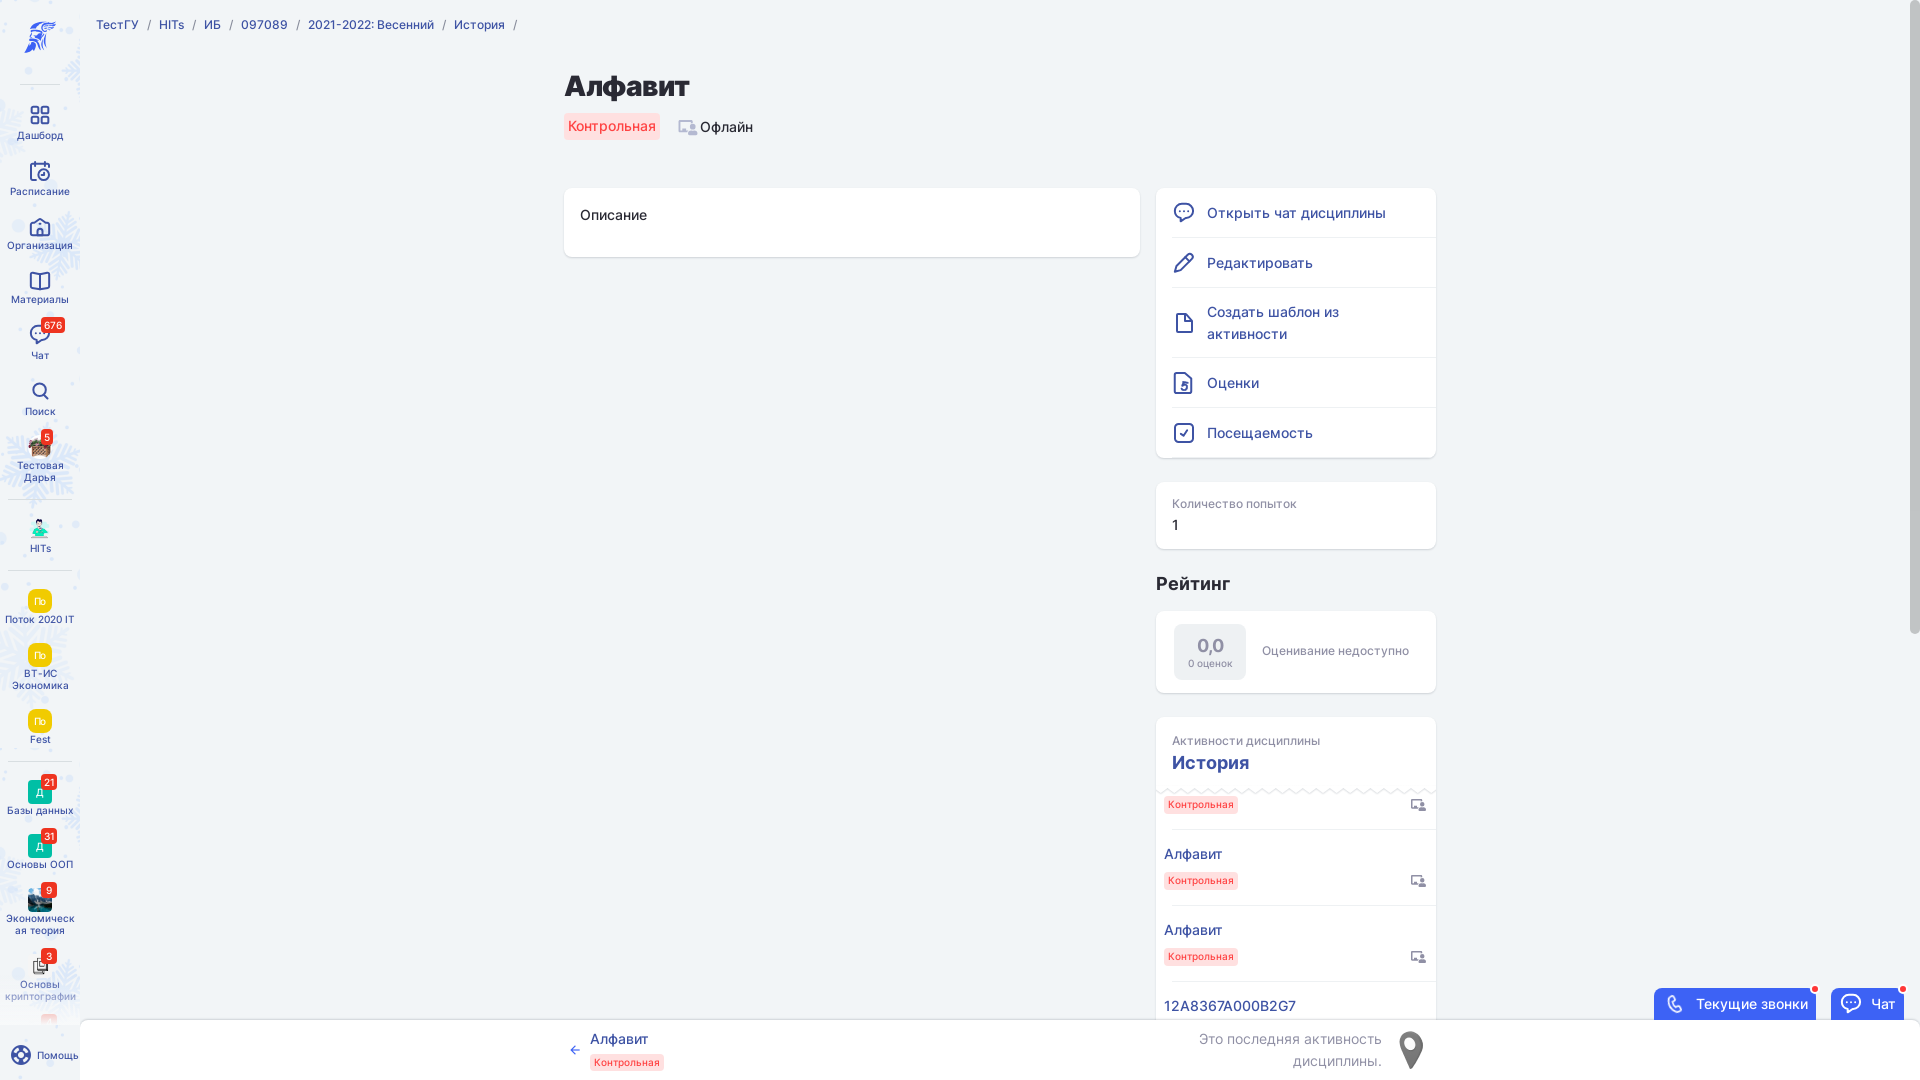 ТестГУ / HITs / ИБ / 097089 / 2021-2022: Весенний / История /
Дашборд
Расписание
Организация
Материалы
676
Чат
Поиск
5
Тестовая
Дарья
HITs
По
Поток 2020 IT
По
ВТ-ИС
Экономика
По
Fest
Д
21
Базы данных
Д
31
Основы ООП
9
Экономическ
ая теория
3
Основы
криптографии
Помощь
Алфавит
Контрольная
Офлайн
Описание
Открыть чат дисциплины
Редактировать
Создать шаблон из
активности
Оценки
Посещаемость
Количество попыток
1
Рейтинг
0,0
0 оценок
Оценивание недоступно
Активности дисциплины
История
Контрольная
Алфавит
Контрольная
Алфавит
Контрольная
12A8367A000B2G7
Текущие звонки
Чат
Алфавит
Контрольная
Это последняя активность
дисциплины.